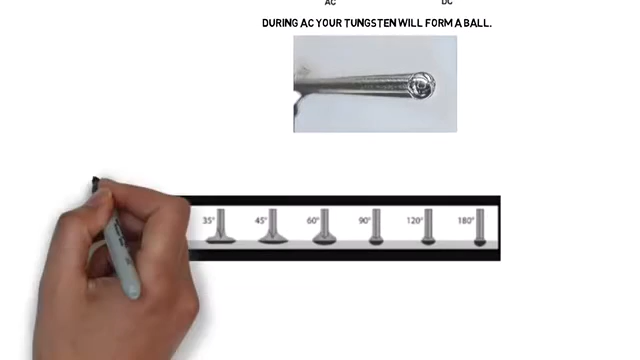 AC DC
DURING AC YOUR TUNGSTEN WILL FORM A BALL.
35° 45° 60° 90° 120° 180°